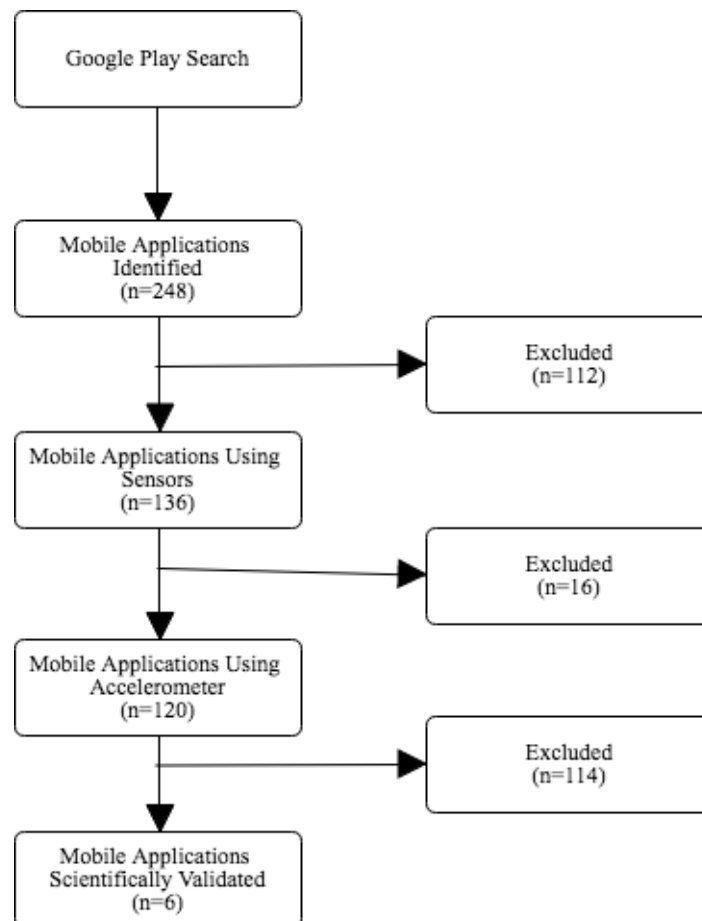 Google Play Search
Mobile Applications
Identified
(n=248)
Excluded
(n=112)
Mobile Applications Using
Sensors
(n=136)
Excluded
(n=16)
Mobile Applications Using
Accelerometer
(n=120)
Excluded
(n=114)
Mobile Applications
Scientifically Validated
(n=6)